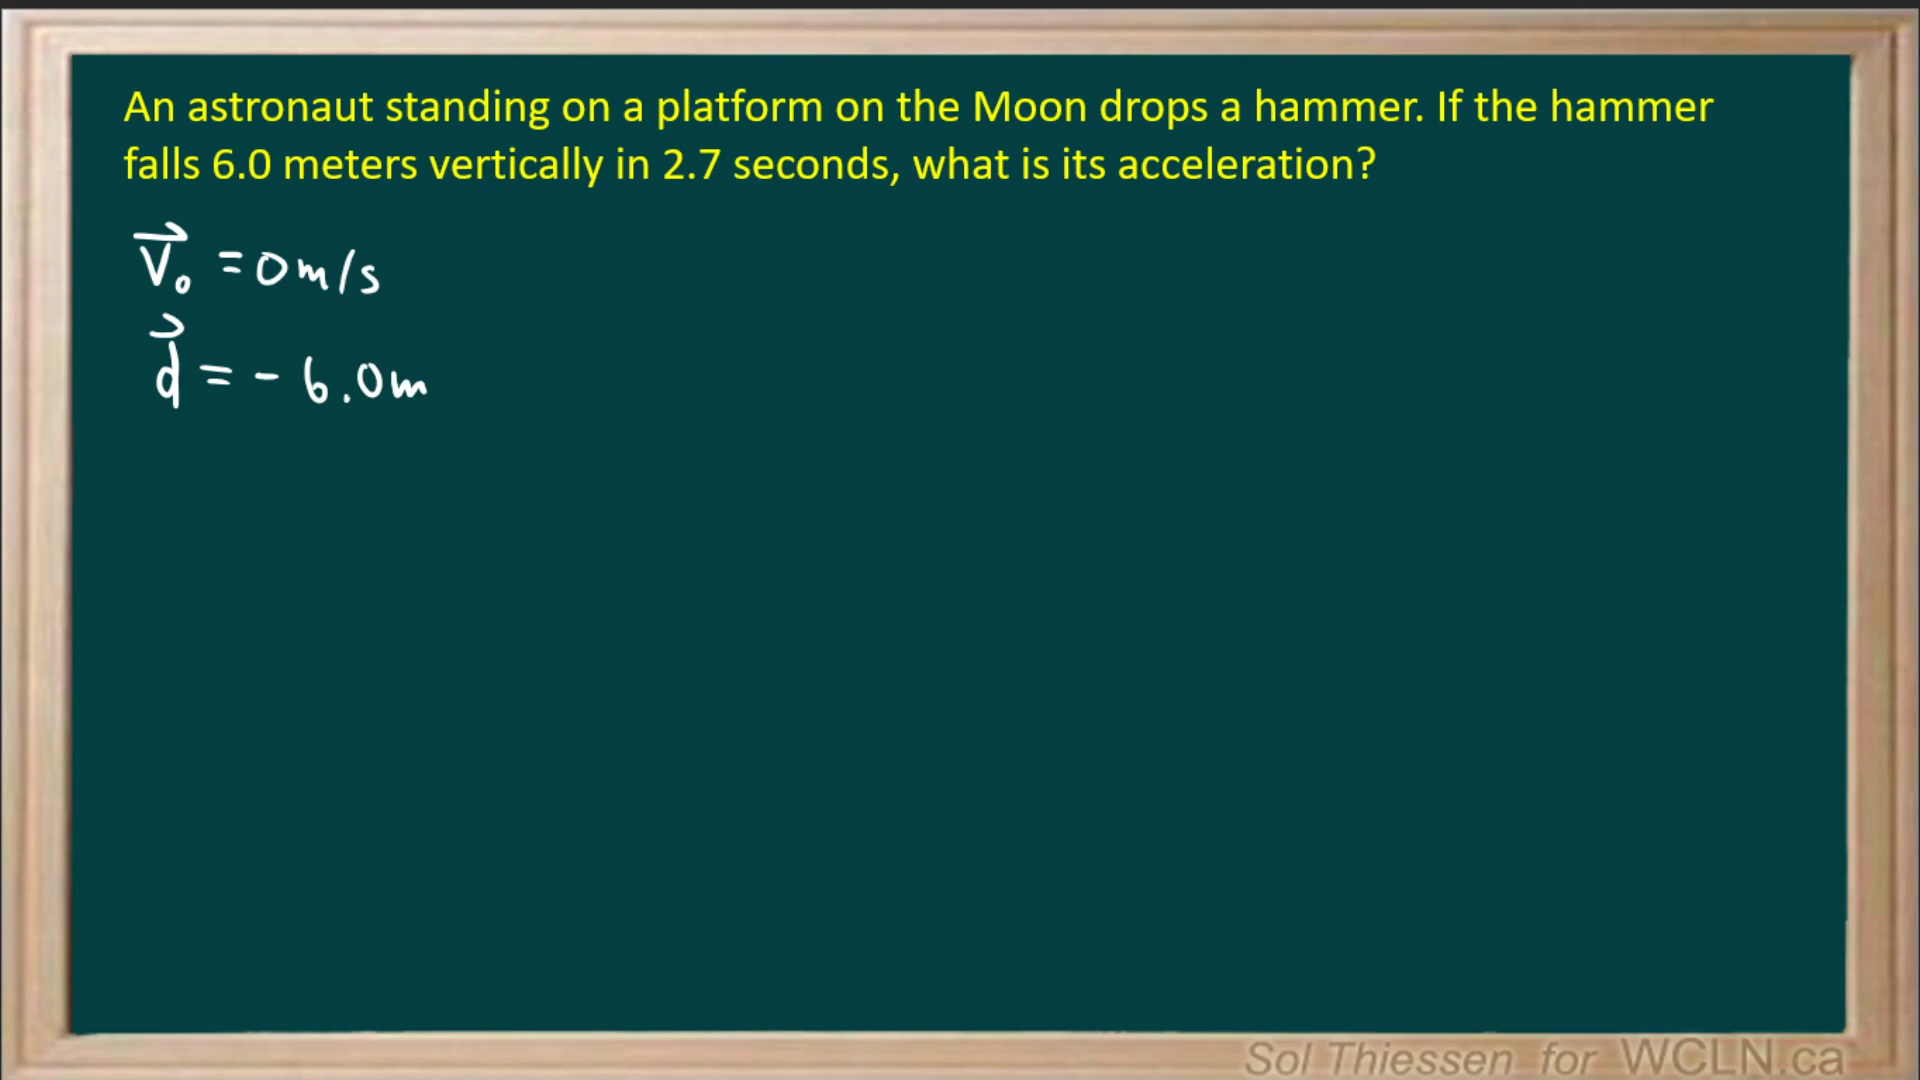 An astronaut standing on a platform on the Moon drops a hammer. If the hammer
falls 6.0 meters vertically in 2.7 seconds, what is its acceleration?
V⃗₀ = 0 m/s
d⃗ = - 6.0m
Sol Thiessen for WCLN.ca